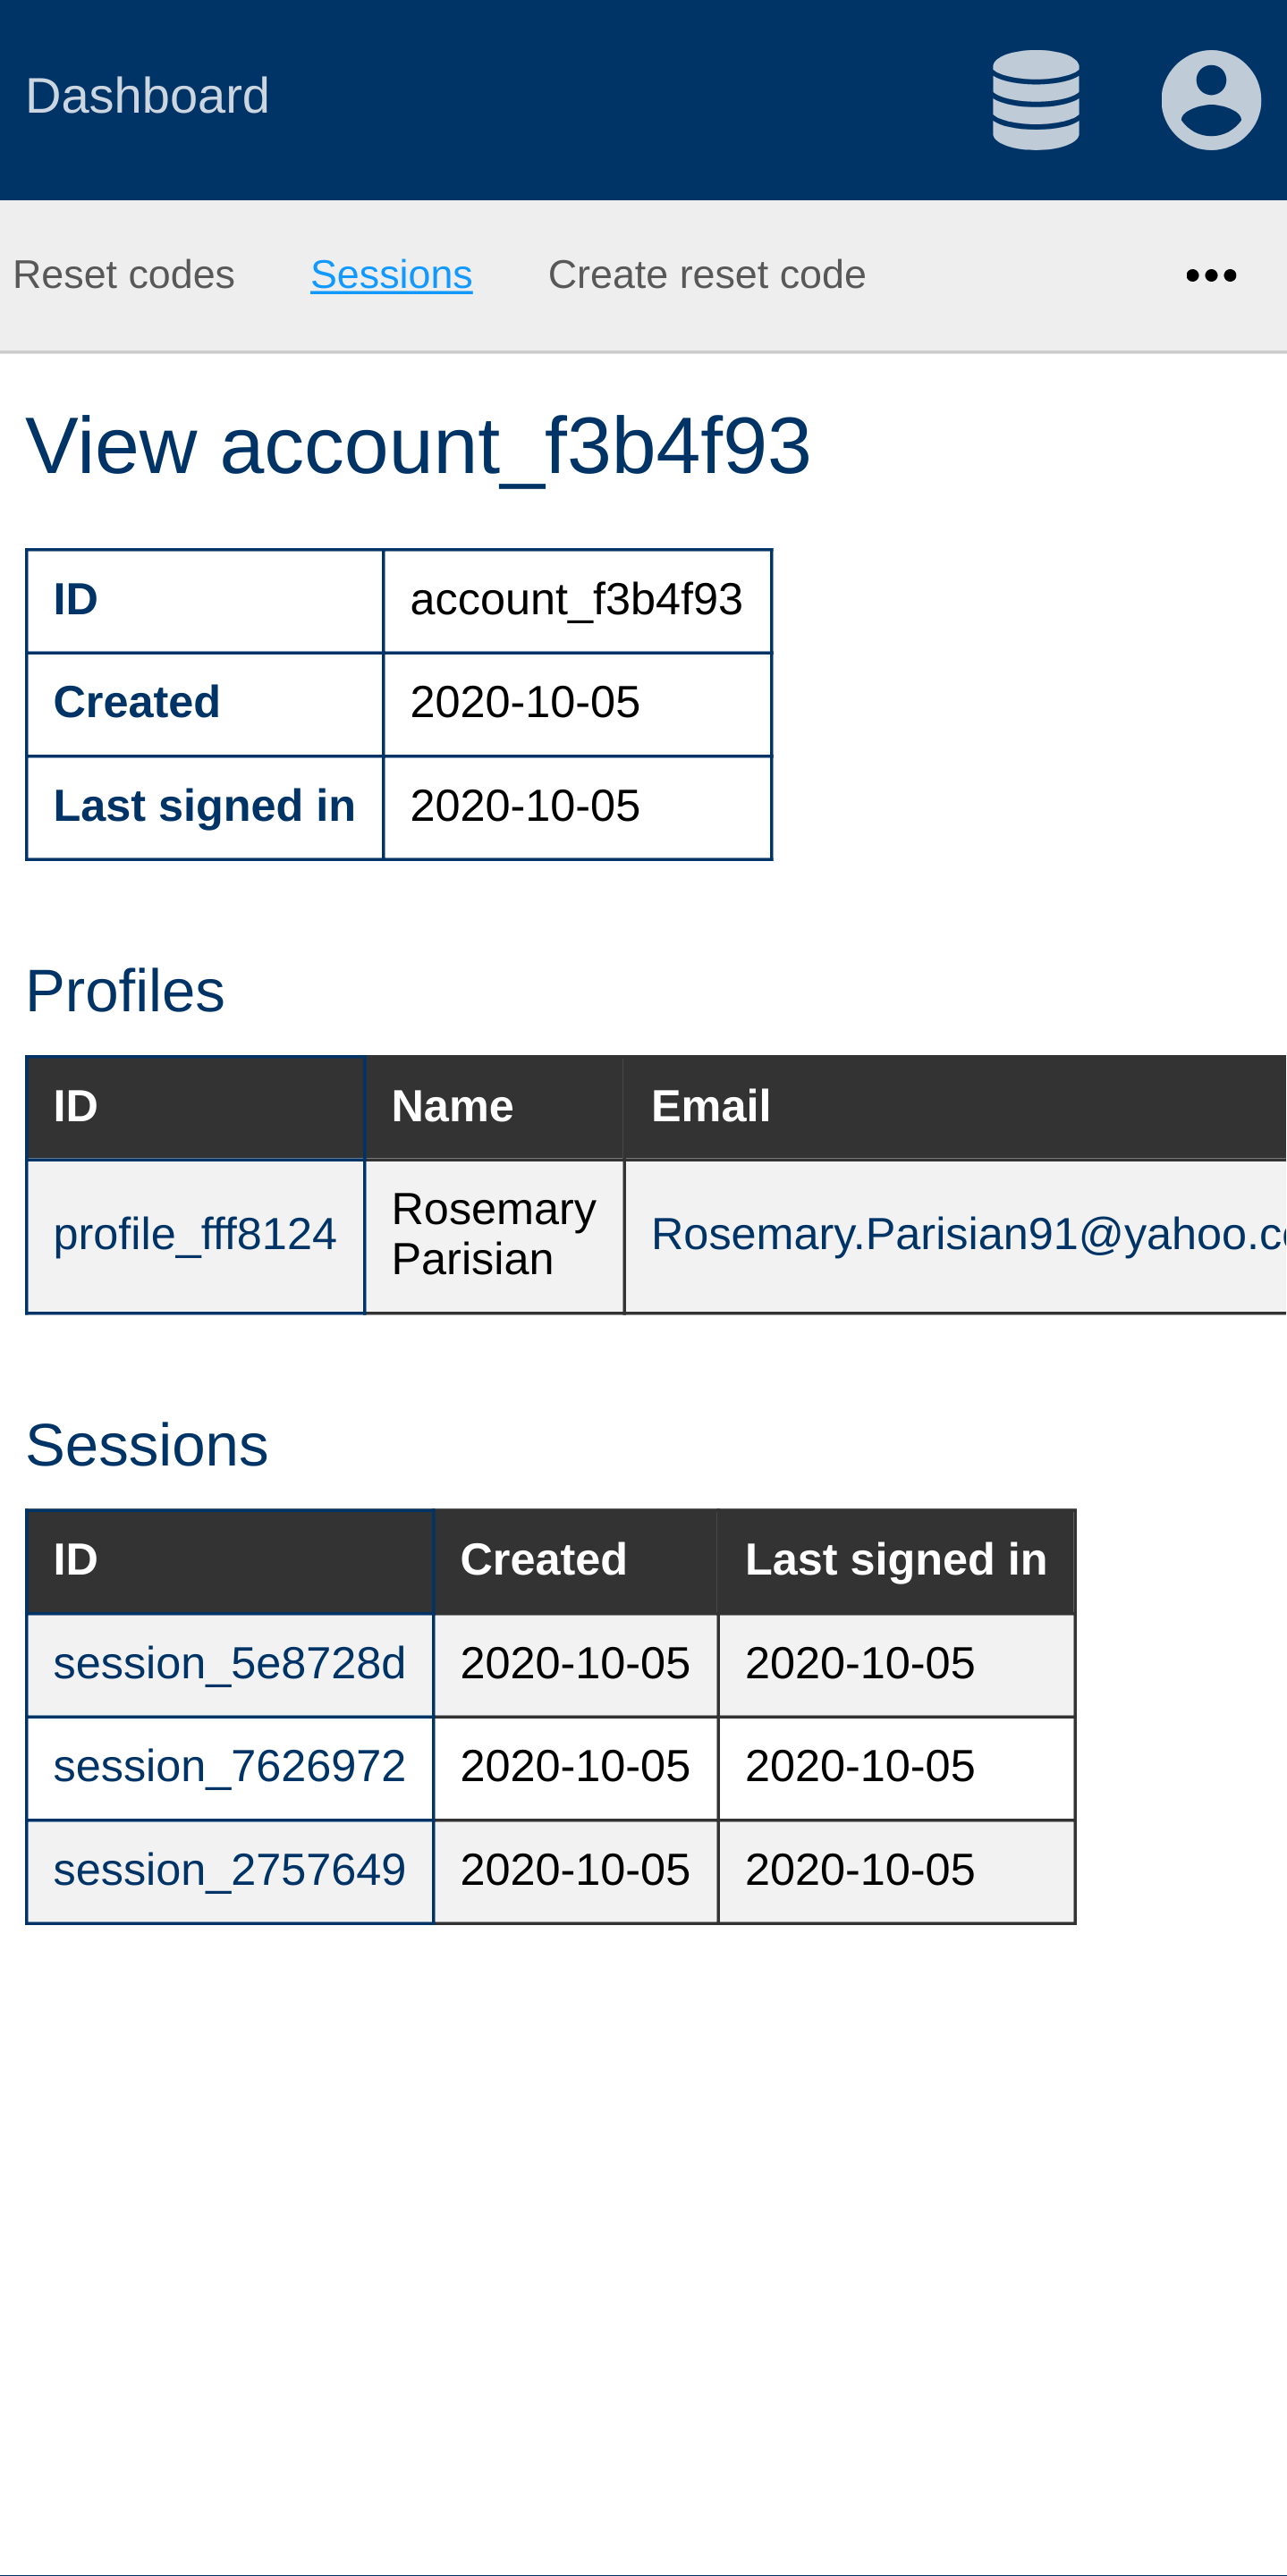 Dashboard
Reset codes Sessions Create reset code
View account_f3b4f93
ID account_f3b4f93
Created 2020-10-05
Last signed in 2020-10-05
Profiles
ID Name Email
profile_fff8124 Rosemary Parisian Rosemary.Parisian91@yahoo.c
Sessions
ID Created Last signed in
session_5e8728d 2020-10-05 2020-10-05
session_7626972 2020-10-05 2020-10-05
session_2757649 2020-10-05 2020-10-05